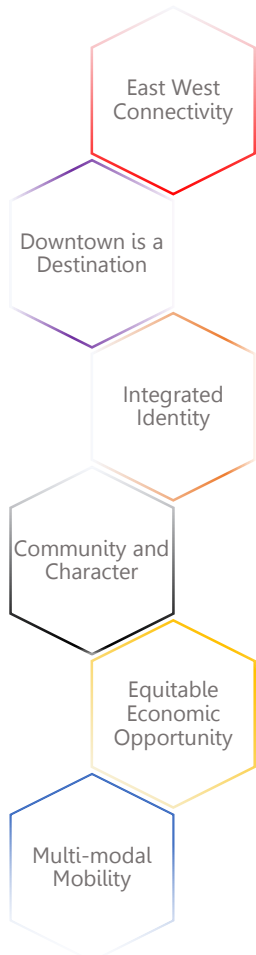 East West
Connectivity
Downtown is a
Destination
Integrated
Identity
Community and
Character
Equitable
Economic
Opportunity
Multi-modal
Mobility